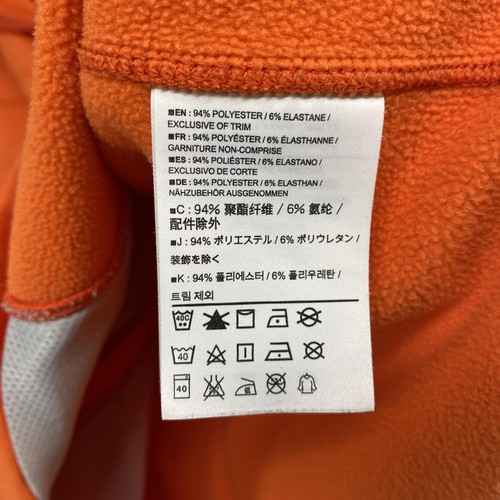 ■EN : 94% POLYESTER / 6% ELASTANE /
EXCLUSIVE OF TRIM
■FR : 94% POLYESTER / 6% ÉLASTHANNE /
GARNITURE NON-COMPRISE
■ES : 94% POLIÉSTER / 6% ELASTANO /
EXCLUSIVO DE CORTE
■DE : 94% POLYESTER / 6% ELASTHAN /
NÄHZUBEHÖR AUSGENOMMEN
■C : 94% 聚酯纤维 / 6% 氨纶 /
配件除外
■J : 94% ポリエステル / 6% ポリウレタン /
装飾を除く
■K : 94% 폴리에스터 / 6% 폴리우레탄 /
트림 제외
40C
40
40 低